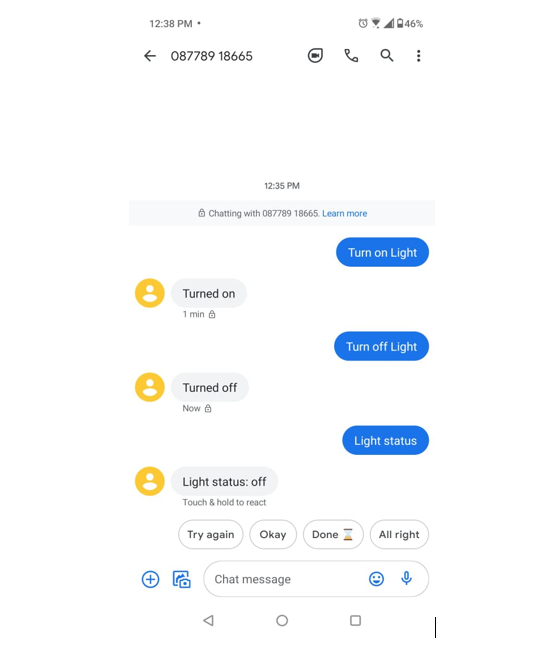 12:38 PM •
46%
087789 18665
12:35 PM
Chatting with 087789 18665. Learn more
Turn on Light
Turned on
1 min
Turn off Light
Turned off
Now
Light status
Light status: off
Touch & hold to react
Try again Okay Done ⌛ All right
Chat message